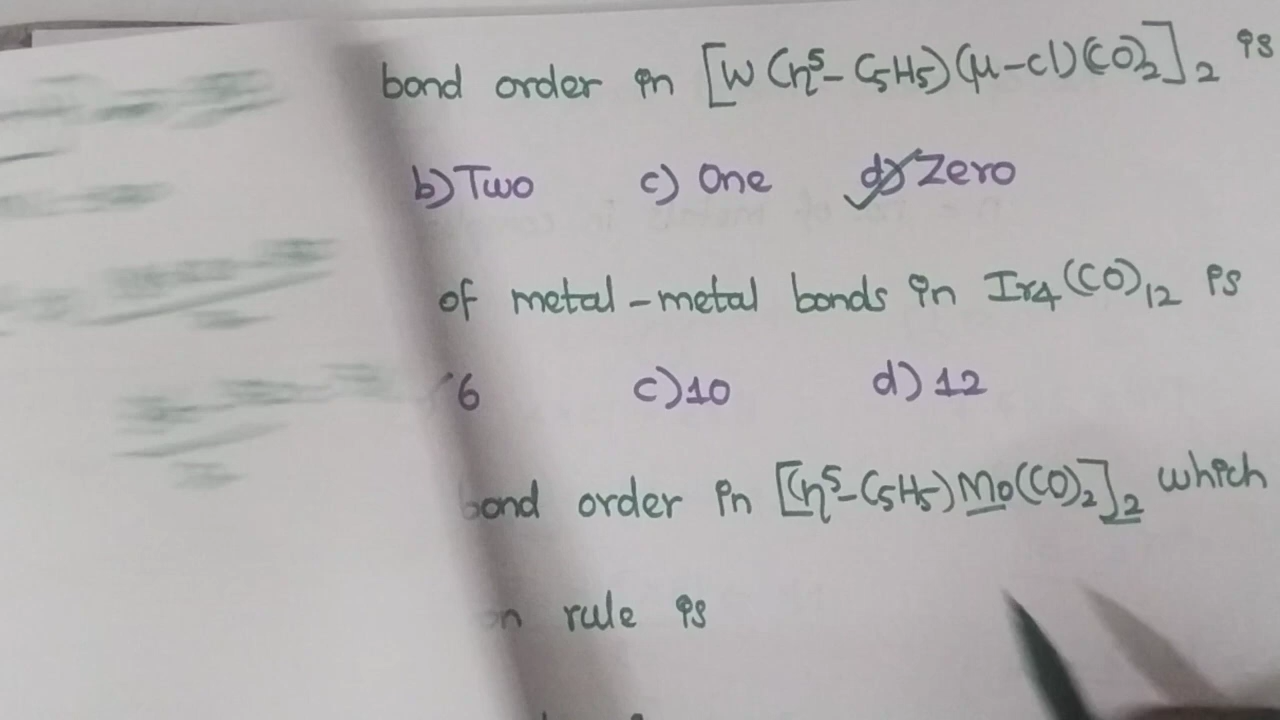 bond order in [W(η⁵-C₅H₅)(μ-Cl)(CO)₂]₂ is
b) Two c) One d) Zero
of metal-metal bonds in Ir₄(CO)₁₂ is
6 c) 10 d) 12
bond order in [(η⁵-C₅H₅)Mo(CO)₂]₂ which
rule is